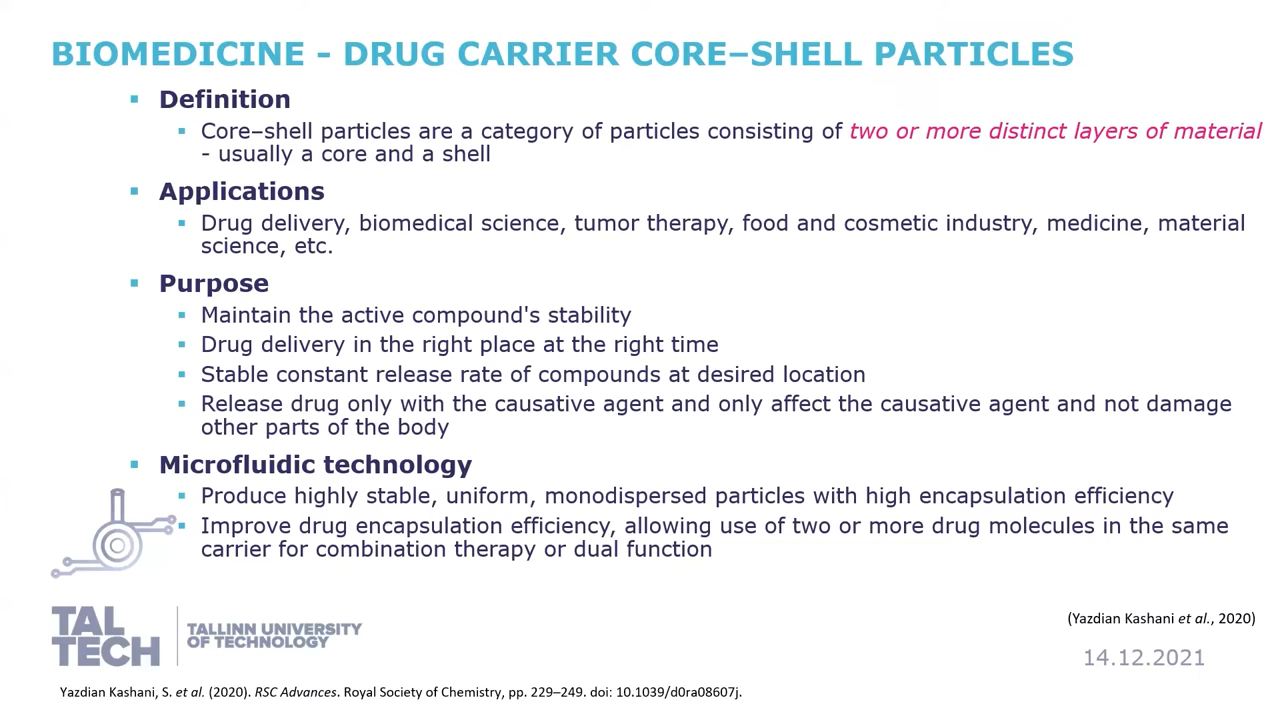 BIOMEDICINE - DRUG CARRIER CORE–SHELL PARTICLES
Definition
Core–shell particles are a category of particles consisting of two or more distinct layers of material
- usually a core and a shell
Applications
Drug delivery, biomedical science, tumor therapy, food and cosmetic industry, medicine, material
science, etc.
Purpose
Maintain the active compound's stability
Drug delivery in the right place at the right time
Stable constant release rate of compounds at desired location
Release drug only with the causative agent and only affect the causative agent and not damage
other parts of the body
Microfluidic technology
Produce highly stable, uniform, monodispersed particles with high encapsulation efficiency
Improve drug encapsulation efficiency, allowing use of two or more drug molecules in the same
carrier for combination therapy or dual function
TAL
TECH
TALLINN UNIVERSITY
OF TECHNOLOGY
(Yazdian Kashani et al., 2020)
14.12.2021
Yazdian Kashani, S. et al. (2020). RSC Advances. Royal Society of Chemistry, pp. 229–249. doi: 10.1039/d0ra08607j.